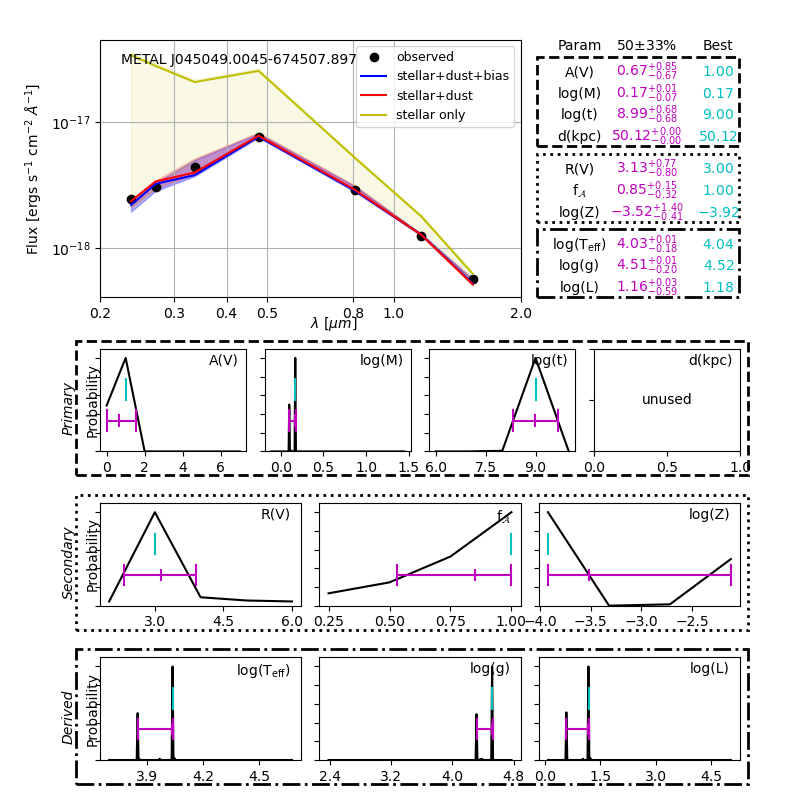 METAL J045049.0045-674507.897
observed
stellar+dust+bias
stellar+dust
stellar only
Flux [ergs s⁻¹ cm⁻² Å⁻¹]
10⁻¹⁷
10⁻¹⁸
0.2 0.3 0.4 0.5 0.8 1.0 2.0
λ [μm]
Param 50±33% Best
A(V) 0.67+0.85−0.67 1.00
log(M) 0.17+0.01−0.07 0.17
log(t) 8.99+0.68−0.68 9.00
d(kpc) 50.12+0.00−0.00 50.12
R(V) 3.13+0.77−0.80 3.00
f𝒜 0.85+0.15−0.32 1.00
log(Z) −3.52+1.40−0.41 −3.92
log(Teff) 4.03+0.01−0.18 4.04
log(g) 4.51+0.01−0.20 4.52
log(L) 1.16+0.03−0.59 1.18
Primary
Probability
A(V)
log(M)
log(t)
d(kpc)
unused
0 2 4 6
0.0 0.5 1.0 1.5
6.0 7.5 9.0
0.0 0.5 1.0
Secondary
Probability
R(V)
f𝒜
log(Z)
3.0 4.5 6.0
0.25 0.50 0.75 1.00
−4.0 −3.5 −3.0 −2.5
Derived
Probability
log(Teff)
log(g)
log(L)
3.9 4.2 4.5
2.4 3.2 4.0 4.8
0.0 1.5 3.0 4.5